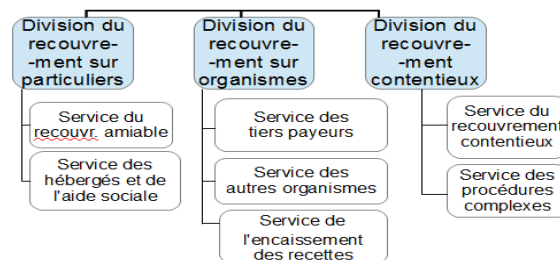 Division du
recouvre-
-ment sur
particuliers
Service du
recouvr. amiable
Service des
hébergés et de
l'aide sociale
Division du
recouvre-
-ment sur
organismes
Service des
tiers payeurs
Service des
autres organismes
Service de
l'encaissement
des recettes
Division du
recouvre-
-ment
contentieux
Service du
recouvrement
contentieux
Service des
procédures
complexes